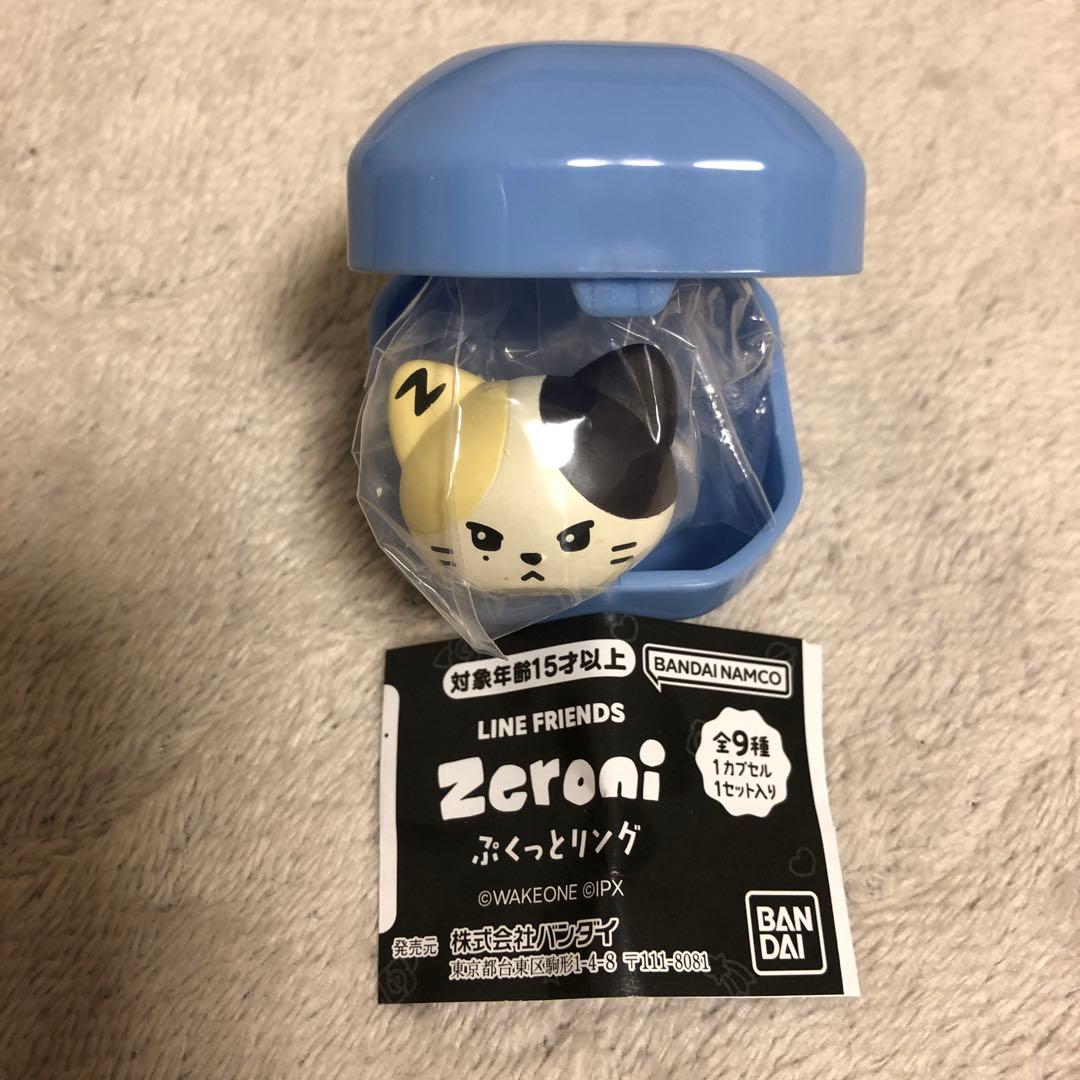 Z
対象年齢15才以上
BANDAI NAMCO
LINE FRIENDS
zeroni
ぷくっとリング
全9種
1カプセル
1セット入り
©WAKEONE ©IPX
発売元 株式会社バンダイ
東京都台東区駒形1-4-8 〒111-8081
BAN
DAI